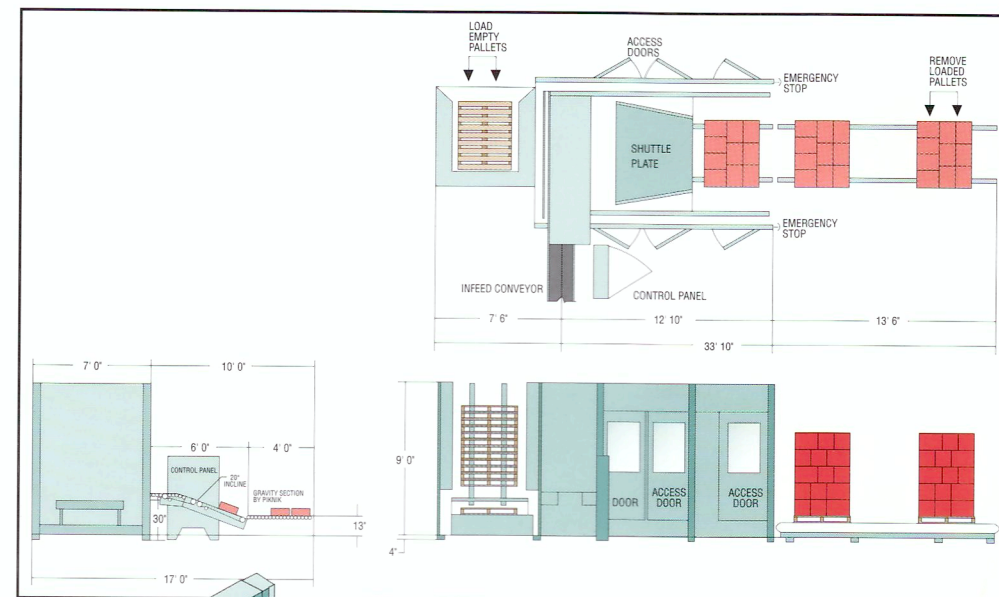 LOAD
EMPTY
PALLETS
ACCESS
DOORS
EMERGENCY
STOP
REMOVE
LOADED
PALLETS
SHUTTLE
PLATE
EMERGENCY
STOP
INFEED CONVEYOR
CONTROL PANEL
7' 6"
12' 10"
13' 6"
33' 10"
7' 0"
10' 0"
6' 0"
4' 0"
CONTROL PANEL
20°
INCLINE
GRAVITY SECTION
BY PIKNIK
30"
13"
17' 0"
9' 0"
4"
DOOR
ACCESS
DOOR
ACCESS
DOOR